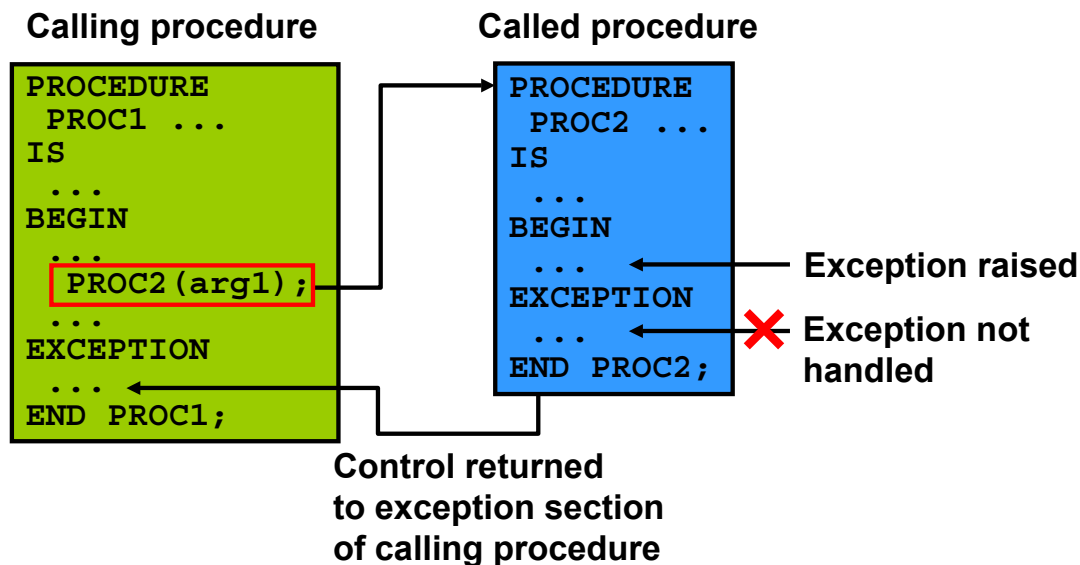 Calling procedure
PROCEDURE
PROC1 ...
IS
...
BEGIN
...
PROC2(arg1);
...
EXCEPTION
...
END PROC1;
Called procedure
PROCEDURE
PROC2 ...
IS
...
BEGIN
...
EXCEPTION
...
END PROC2;
Exception raised
Exception not
handled
Control returned
to exception section
of calling procedure